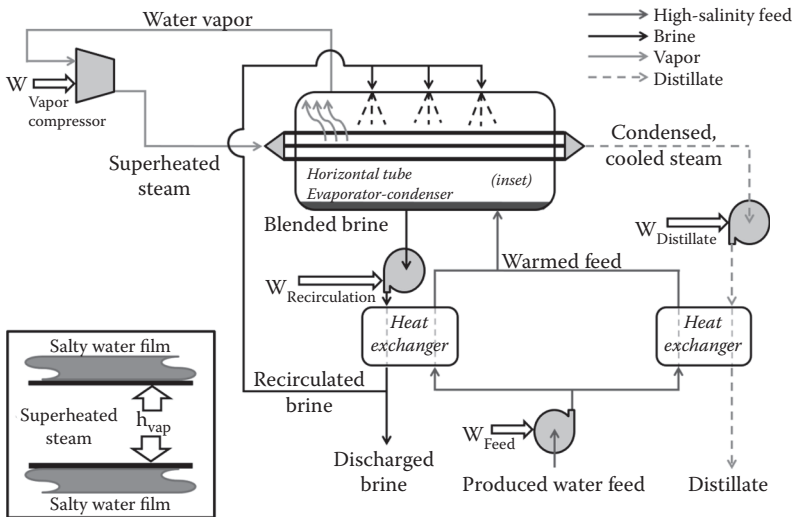 Water vapor
High-salinity feed
Brine
Vapor
Distillate
W
Vapor
compressor
Superheated
steam
Condensed,
cooled steam
Horizontal tube
Evaporator-condenser
(inset)
Blended brine
W Distillate
Warmed feed
W Recirculation
Heat
exchanger
Heat
exchanger
Salty water film
Superheated
steam
h vap
Salty water film
Recirculated
brine
W Feed
Discharged
brine
Produced water feed
Distillate